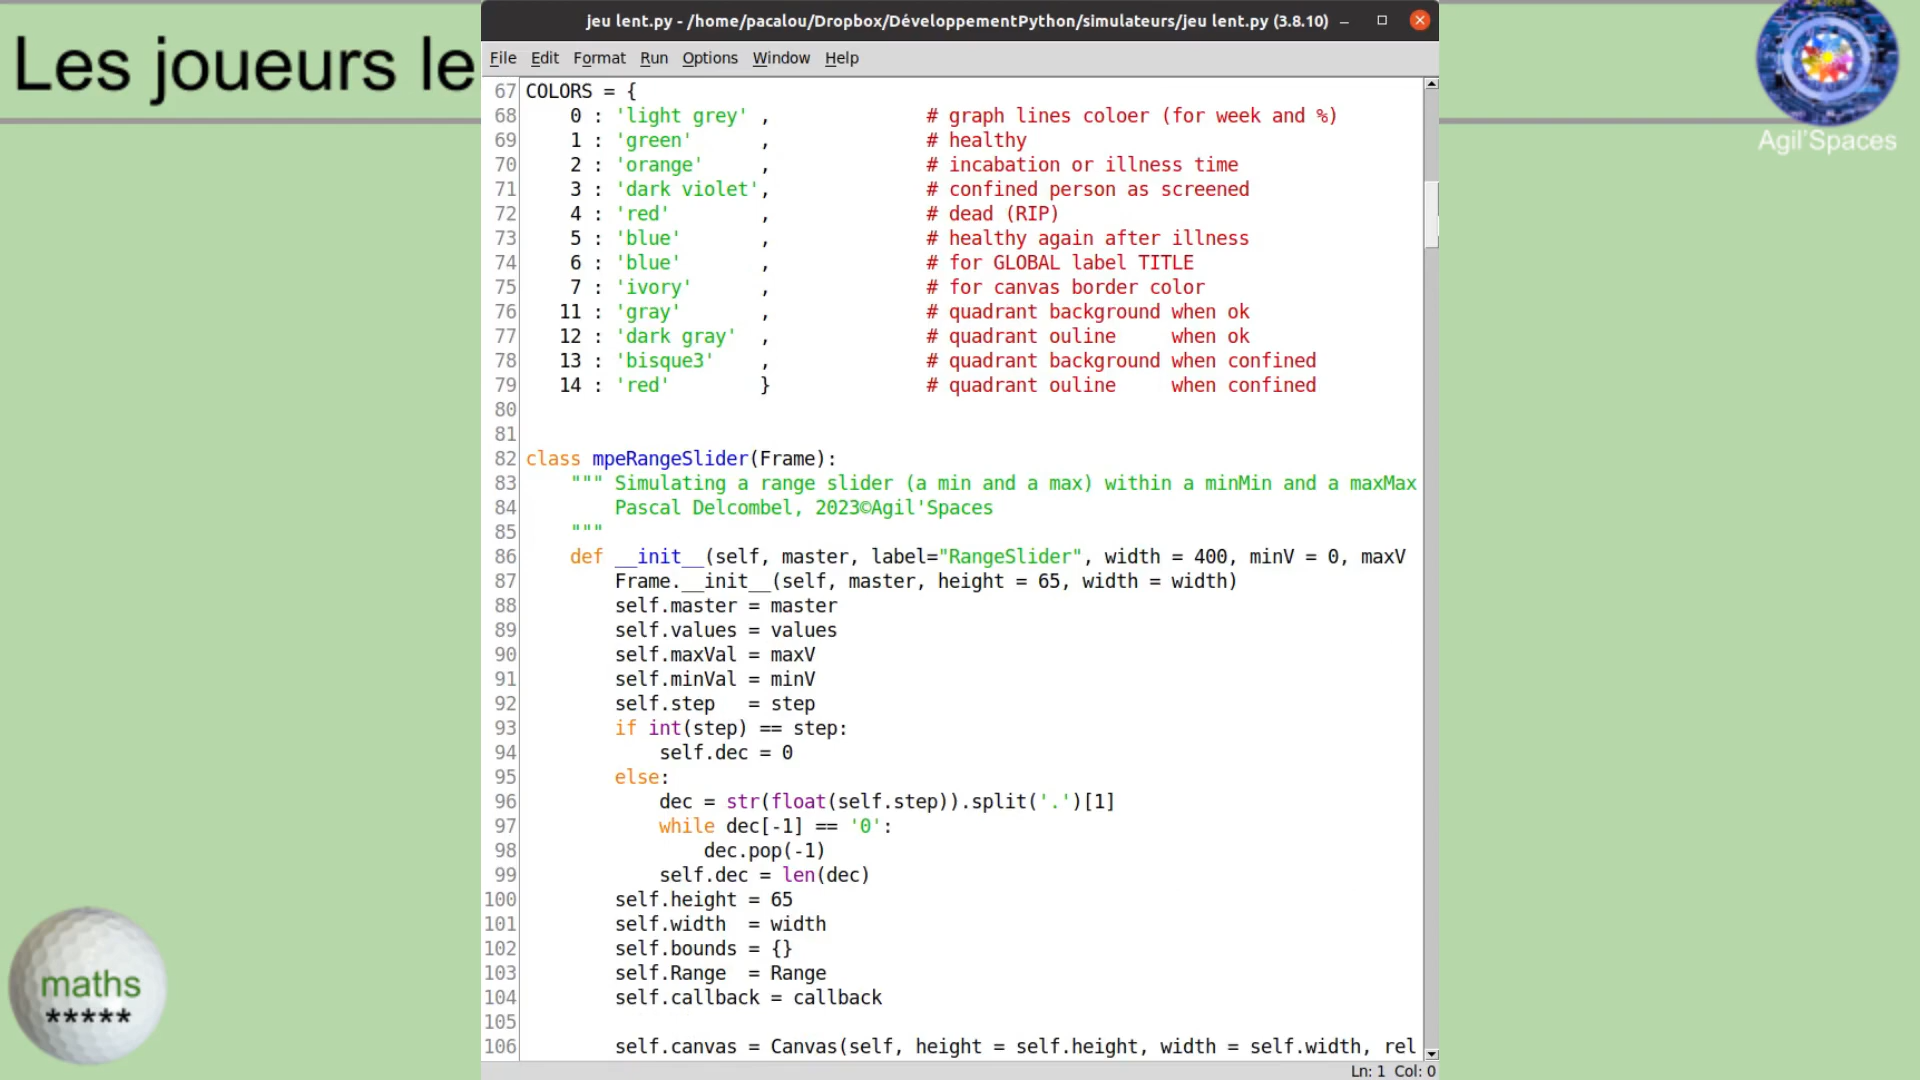 Les joueurs le
jeu lent.py - /home/pacalou/Dropbox/DéveloppementPython/simulateurs/jeu lent.py (3.8.10)
File Edit Format Run Options Window Help
Agil'Spaces
67 COLORS = {
68 0 : 'light grey' , # graph lines coloer (for week and %)
69 1 : 'green' , # healthy
70 2 : 'orange' , # incabation or illness time
71 3 : 'dark violet', # confined person as screened
72 4 : 'red' , # dead (RIP)
73 5 : 'blue' , # healthy again after illness
74 6 : 'blue' , # for GLOBAL label TITLE
75 7 : 'ivory' , # for canvas border color
76 11 : 'gray' , # quadrant background when ok
77 12 : 'dark gray' , # quadrant ouline when ok
78 13 : 'bisque3' , # quadrant background when confined
79 14 : 'red' } # quadrant ouline when confined
80
81
82 class mpeRangeSlider(Frame):
83 """ Simulating a range slider (a min and a max) within a minMin and a maxMax
84 Pascal Delcombel, 2023©Agil'Spaces
85 """
86 def __init__(self, master, label="RangeSlider", width = 400, minV = 0, maxV
87 Frame.__init__(self, master, height = 65, width = width)
88 self.master = master
89 self.values = values
90 self.maxVal = maxV
91 self.minVal = minV
92 self.step = step
93 if int(step) == step:
94 self.dec = 0
95 else:
96 dec = str(float(self.step)).split('.')[1]
97 while dec[-1] == '0':
98 dec.pop(-1)
99 self.dec = len(dec)
100 self.height = 65
101 self.width = width
102 self.bounds = {}
103 self.Range = Range
104 self.callback = callback
105
106 self.canvas = Canvas(self, height = self.height, width = self.width, rel
maths
*****
Ln: 1 Col: 0